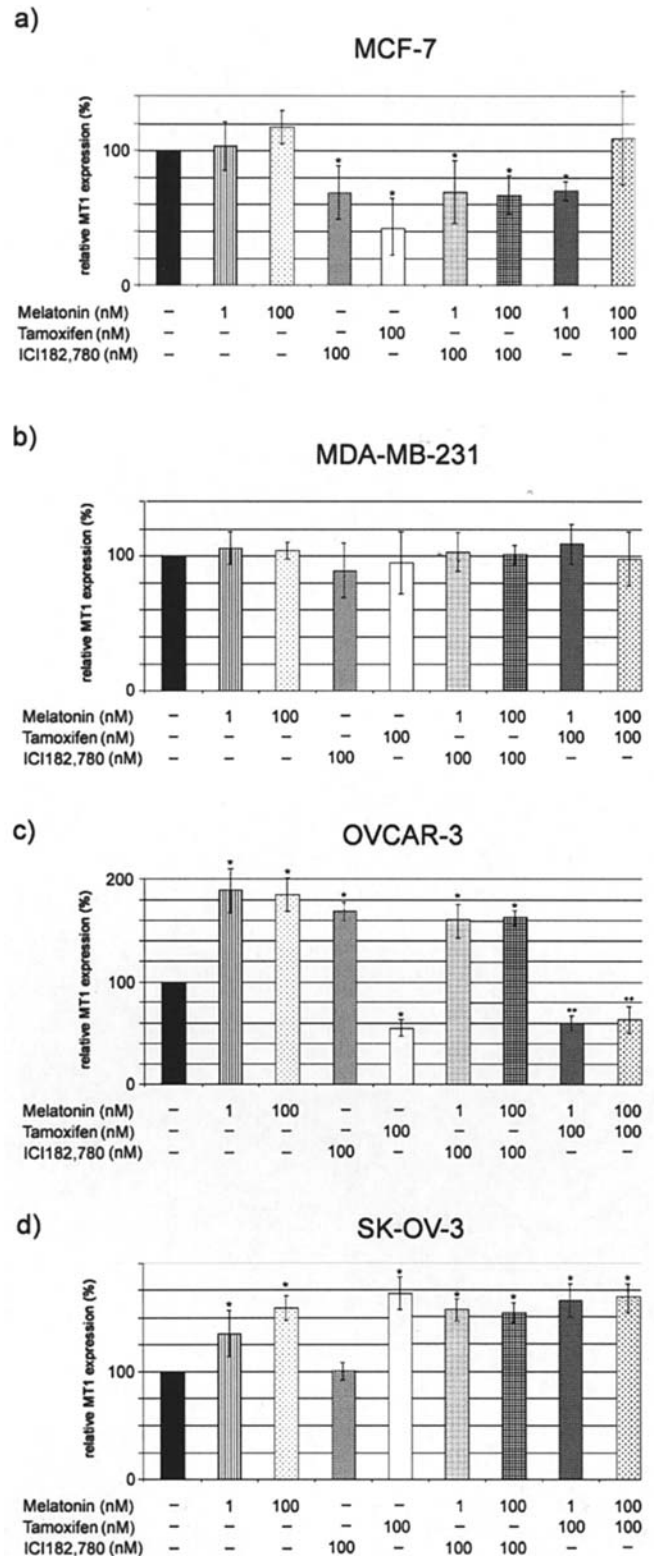 a)
MCF-7
relative MT1 expression (%)
100
0
* * * * *
Melatonin (nM) – 1 100 – – 1 100 1 100
Tamoxifen (nM) – – – – 100 – – 100 100
ICI182,780 (nM) – – – 100 – 100 100 – –
b)
MDA-MB-231
relative MT1 expression (%)
100
0
Melatonin (nM) – 1 100 – – 1 100 1 100
Tamoxifen (nM) – – – – 100 – – 100 100
ICI182,780 (nM) – – – 100 – 100 100 – –
c)
OVCAR-3
relative MT1 expression (%)
200
100
0
* * * * * * ** **
Melatonin (nM) – 1 100 – – 1 100 1 100
Tamoxifen (nM) – – – – 100 – – 100 100
ICI182,780 (nM) – – – 100 – 100 100 – –
d)
SK-OV-3
relative MT1 expression (%)
100
0
* * * * * * *
Melatonin (nM) – 1 100 – – 1 100 1 100
Tamoxifen (nM) – – – – 100 – – 100 100
ICI182,780 (nM) – – – 100 – 100 100 – –